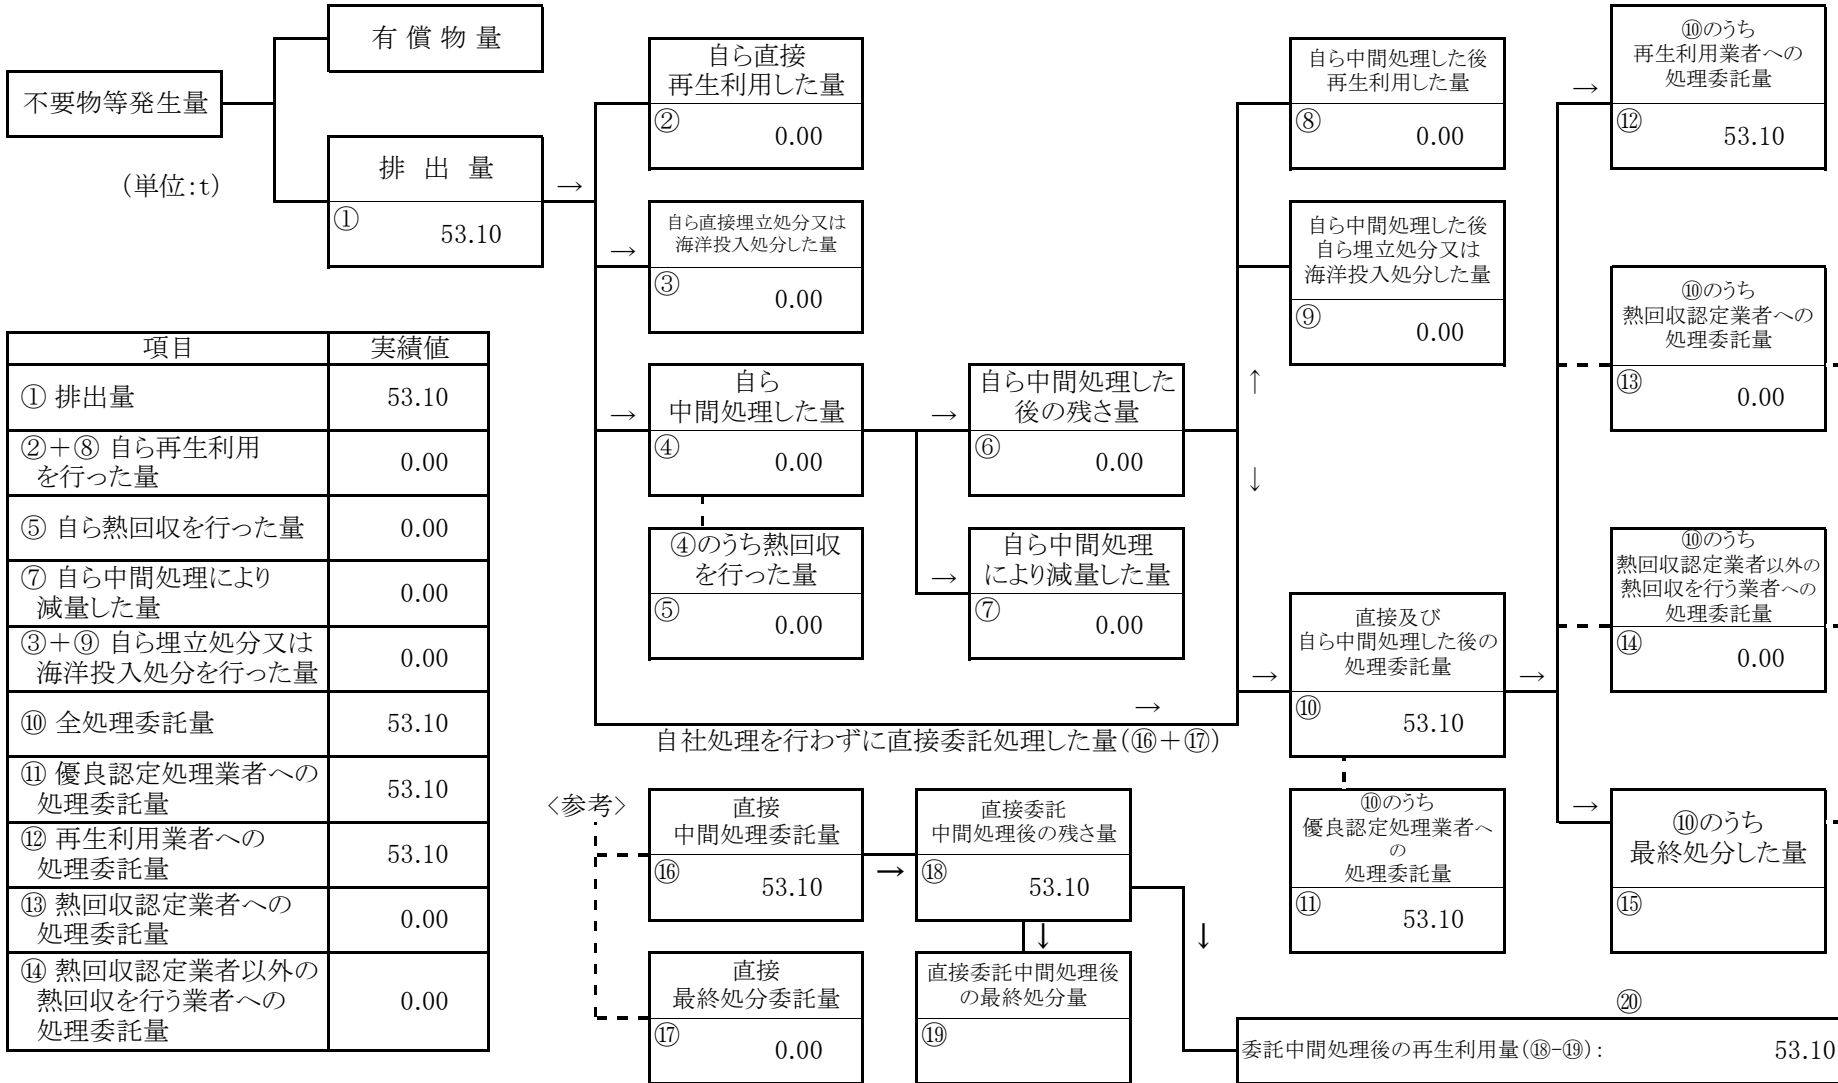 不要物等発生量
(単位:t)
有償物量
排出量
①
53.10
→
自ら直接
再生利用した量
②
0.00
→
自ら直接埋立処分又は
海洋投入処分した量
③
0.00
→
自ら
中間処理した量
④
0.00
④のうち熱回収
を行った量
⑤
0.00
→
自ら中間処理した
後の残さ量
⑥
0.00
→
自ら中間処理
により減量した量
⑦
0.00
↑
↓
自ら中間処理した後
再生利用した量
⑧
0.00
自ら中間処理した後
自ら埋立処分又は
海洋投入処分した量
⑨
0.00
→
自社処理を行わずに直接委託処理した量(⑯+⑰)
→
直接及び
自ら中間処理した後の
処理委託量
⑩
53.10
⑩のうち
優良認定処理業者へ
の
処理委託量
⑪
53.10
→
→
⑩のうち
再生利用業者への
処理委託量
⑫
53.10
⑩のうち
熱回収認定業者への
処理委託量
⑬
0.00
⑩のうち
熱回収認定業者以外の
熱回収を行う業者への
処理委託量
⑭
0.00
→
⑩のうち
最終処分した量
⑮
項目 実績値
① 排出量 53.10
②+⑧ 自ら再生利用
を行った量 0.00
⑤ 自ら熱回収を行った量 0.00
⑦ 自ら中間処理により
減量した量 0.00
③+⑨ 自ら埋立処分又は
海洋投入処分を行った量 0.00
⑩ 全処理委託量 53.10
⑪ 優良認定処理業者への
処理委託量 53.10
⑫ 再生利用業者への
処理委託量 53.10
⑬ 熱回収認定業者への
処理委託量 0.00
⑭ 熱回収認定業者以外の
熱回収を行う業者への
処理委託量 0.00
〈参考〉
直接
中間処理委託量
⑯
53.10
→
直接委託
中間処理後の残さ量
⑱
53.10
↓
↓
直接
最終処分委託量
⑰
0.00
直接委託中間処理後
の最終処分量
⑲
⑳
委託中間処理後の再生利用量(⑱-⑲): 53.10